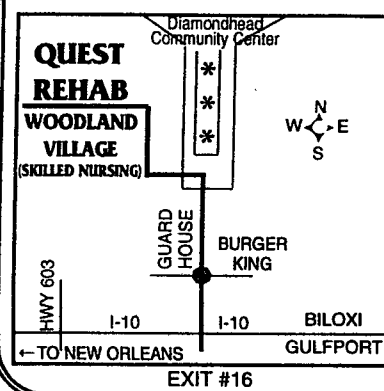 Diamondhead
Community Center
QUEST
REHAB
WOODLAND
VILLAGE
(SKILLED NURSING)
* * *
N
W E
S
GUARD
HOUSE
BURGER
KING
HWY 603
I-10 I-10 BILOXI
←TO NEW ORLEANS GULFPORT
EXIT #16